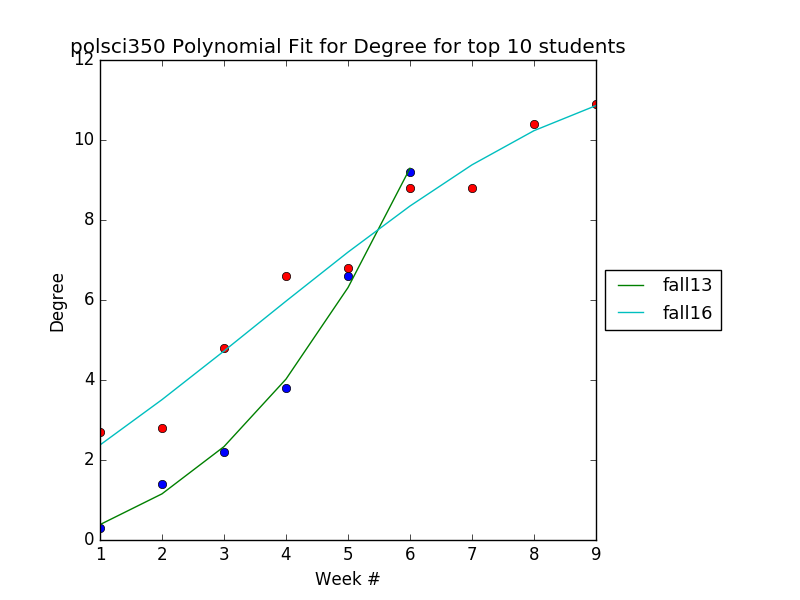 polsci350 Polynomial Fit for Degree for top 10 students
12
10
8
6
4
2
0
Degree
1 2 3 4 5 6 7 8 9
Week #
fall13
fall16